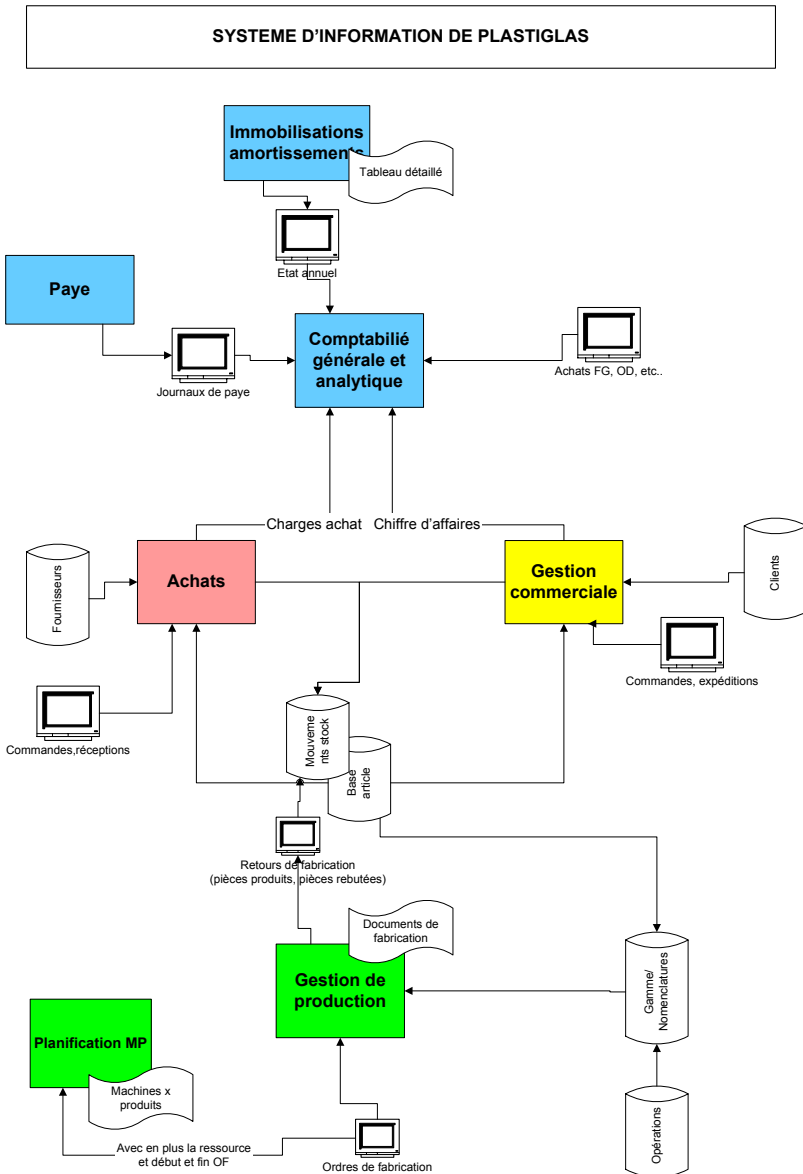 SYSTEME D'INFORMATION DE PLASTIGLAS
Immobilisations
amortissements
Tableau détaillé
Etat annuel
Paye
Journaux de paye
Comptabilié
générale et
analytique
Achats FG, OD, etc..
Charges achat
Chiffre d'affaires
Fournisseurs
Achats
Gestion
commerciale
Clients
Commandes,réceptions
Commandes, expéditions
Mouveme
nts stock
Base
article
Retours de fabrication
(pièces produits, pièces rebutées)
Documents de
fabrication
Gestion de
production
Gamme/
Nomenclatures
Planification MP
Machines x
produits
Opérations
Avec en plus la ressource
et début et fin OF
Ordres de fabrication